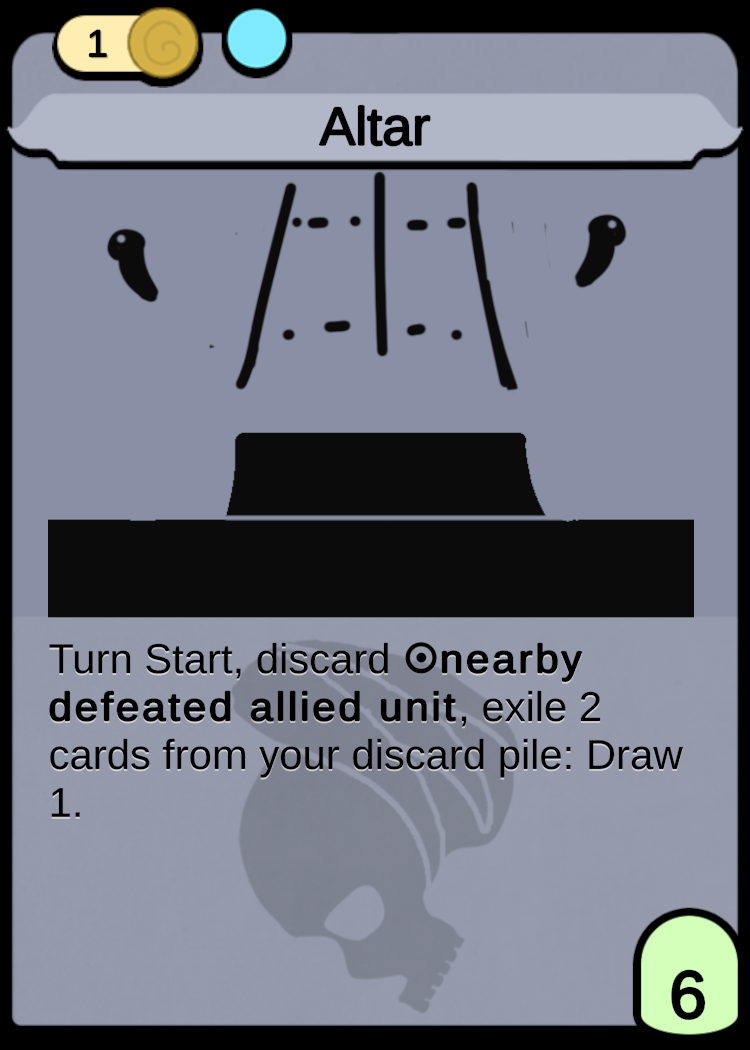 1
Altar
Turn Start, discard ⊙nearby
defeated allied unit, exile 2
cards from your discard pile: Draw
1.
6